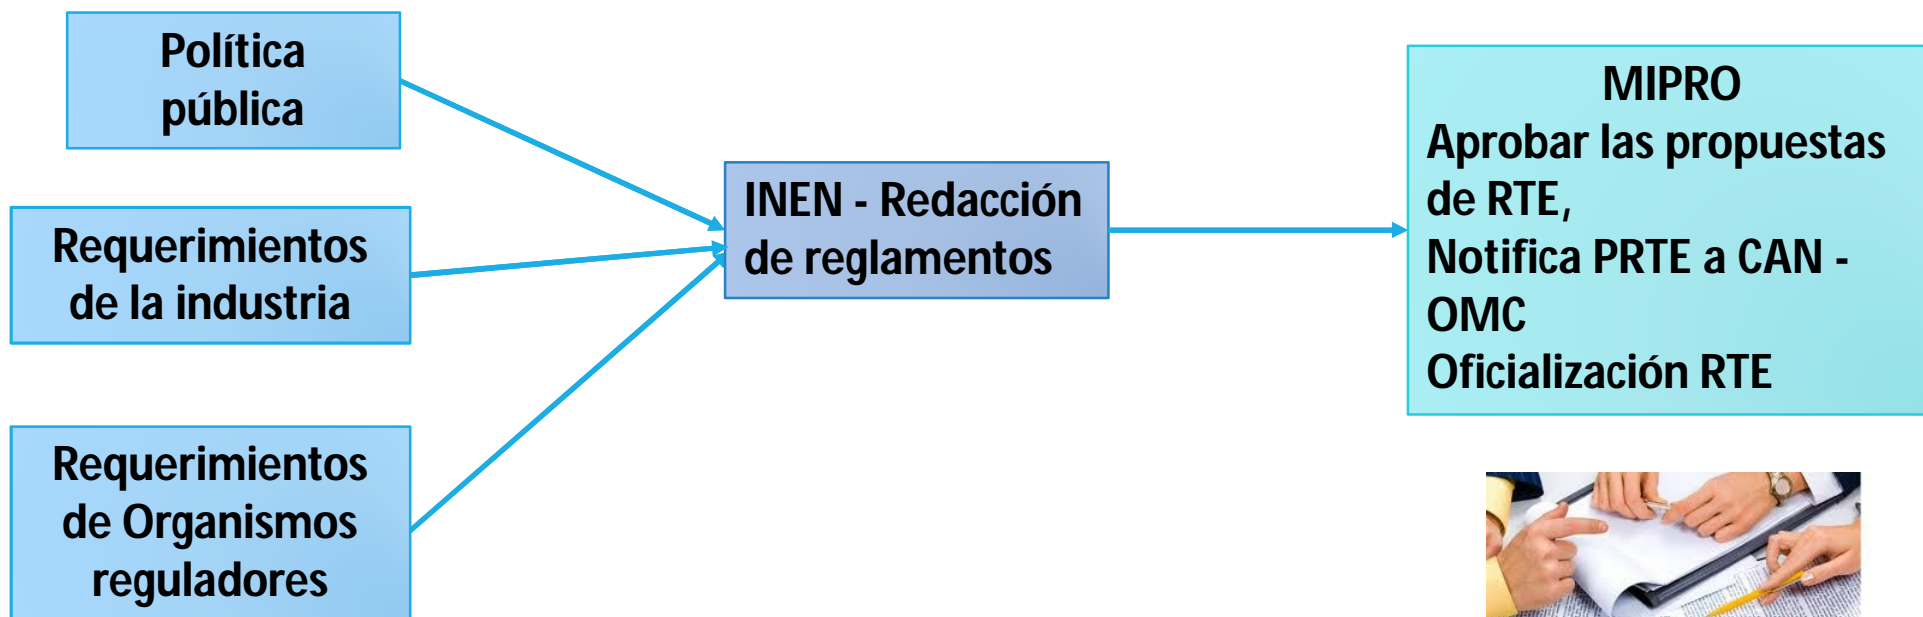 Política
pública
Requerimientos
de la industria
Requerimientos
de Organismos
reguladores
INEN - Redacción
de reglamentos
MIPRO
Aprobar las propuestas
de RTE,
Notifica PRTE a CAN -
OMC
Oficialización RTE